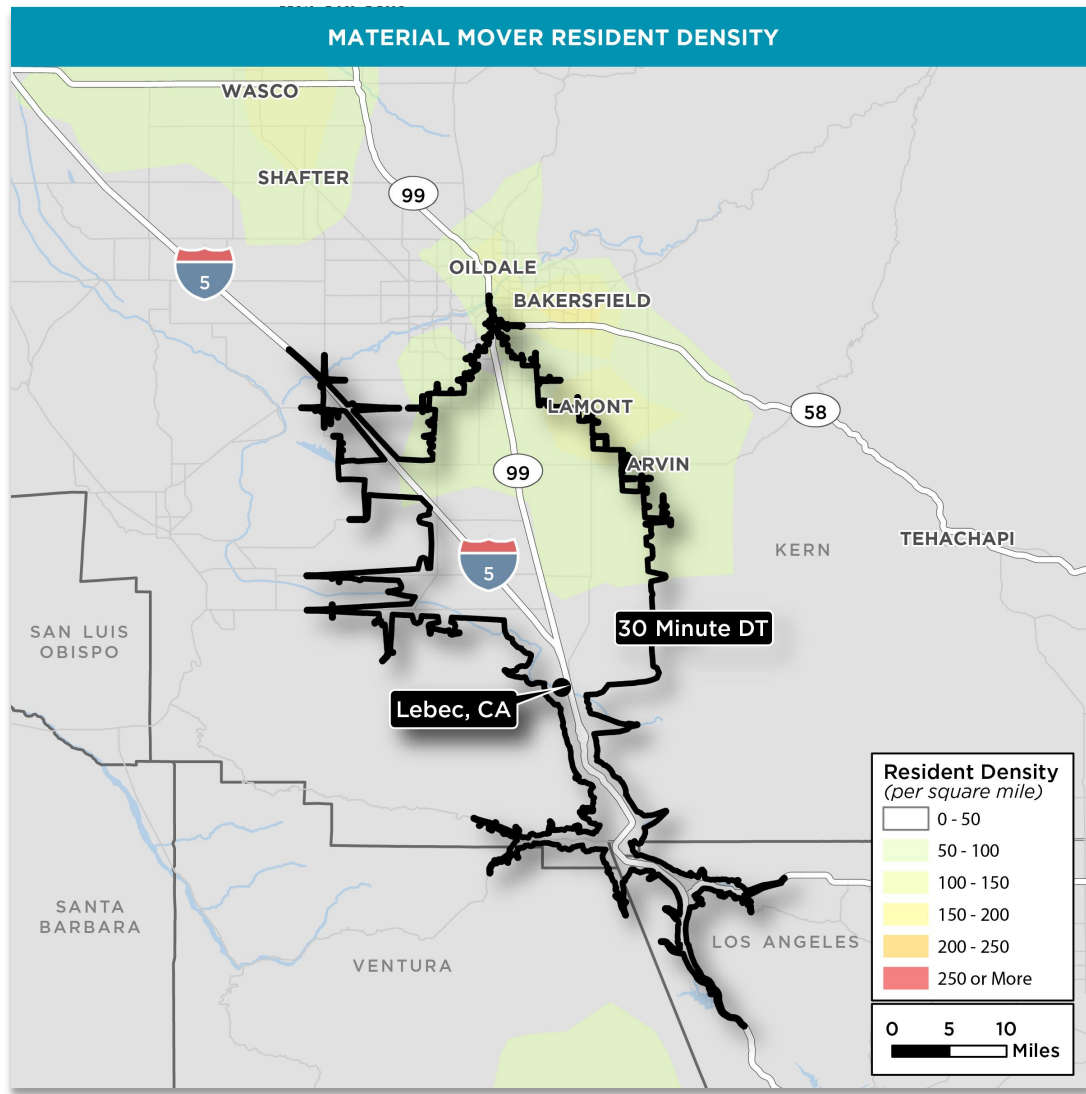 MATERIAL MOVER RESIDENT DENSITY
WASCO
SHAFTER
99
5
OILDALE
BAKERSFIELD
LAMONT
58
ARVIN
99
TEHACHAPI
KERN
5
30 Minute DT
SAN LUIS
OBISPO
Lebec, CA
Resident Density
(per square mile)
0 - 50
50 - 100
100 - 150
150 - 200
200 - 250
250 or More
SANTA
BARBARA
VENTURA
LOS ANGELES
0 5 10
Miles